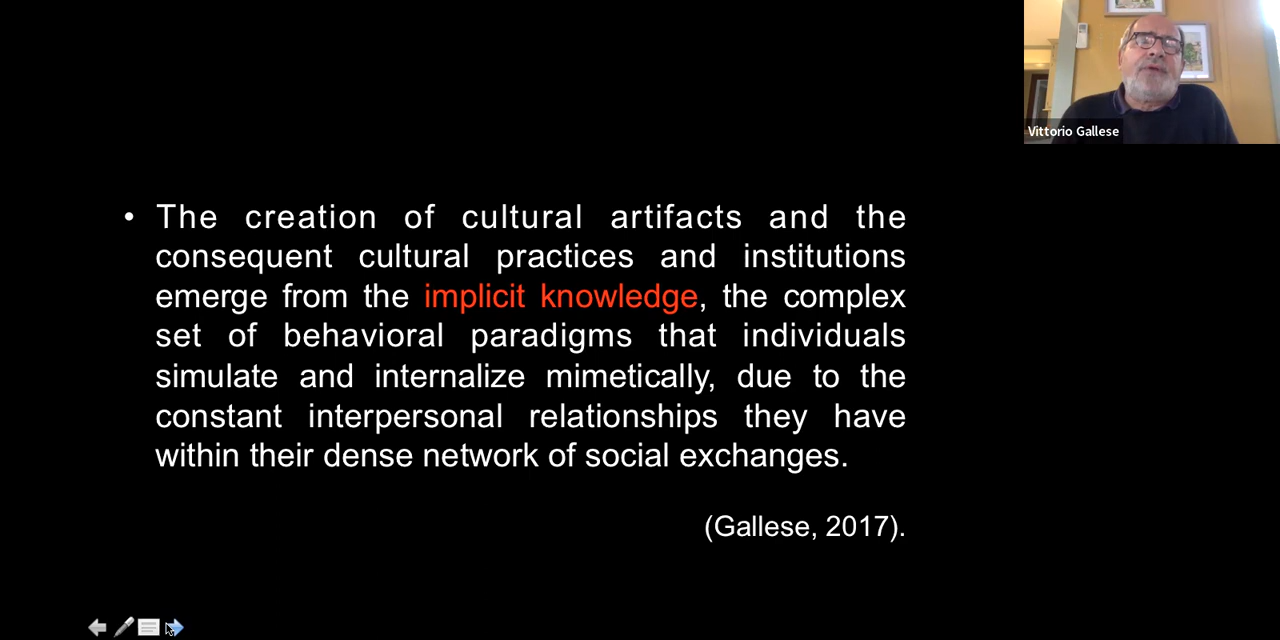 Vittorio Gallese
• The creation of cultural artifacts and the
consequent cultural practices and institutions
emerge from the implicit knowledge, the complex
set of behavioral paradigms that individuals
simulate and internalize mimetically, due to the
constant interpersonal relationships they have
within their dense network of social exchanges.
(Gallese, 2017).